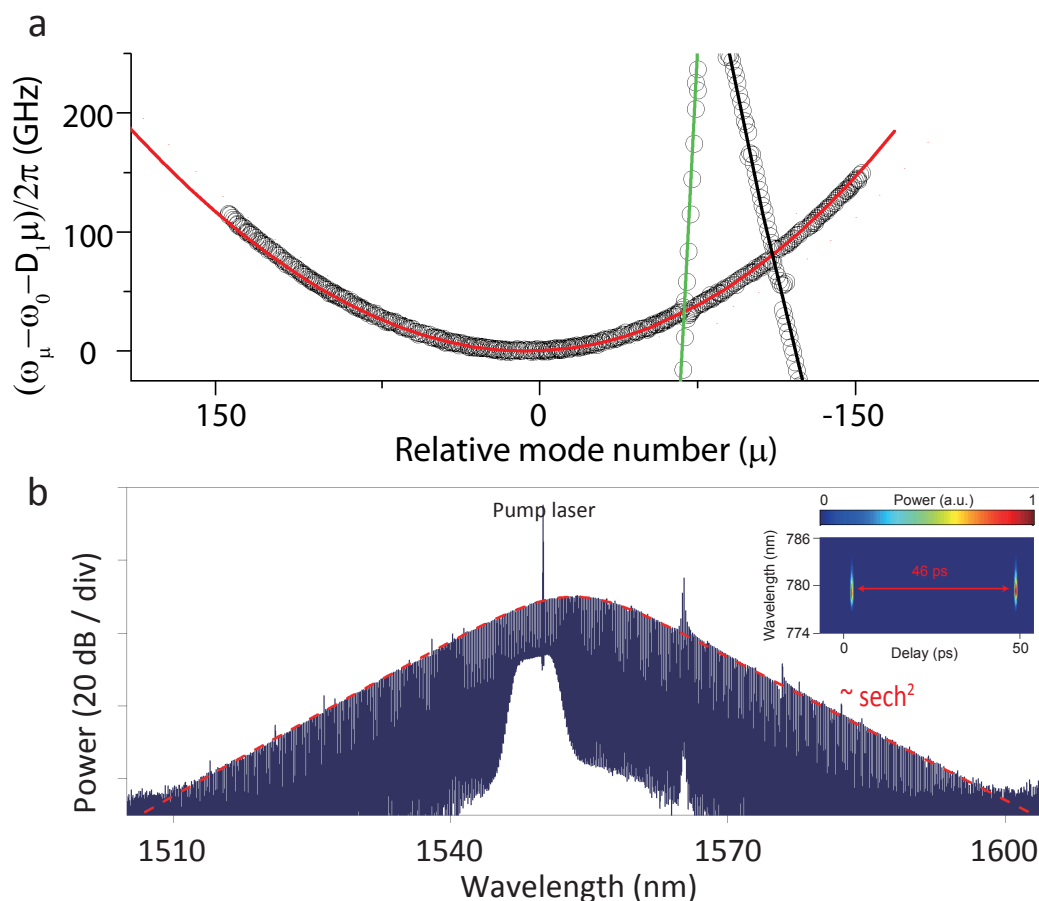 a
(ω_μ−ω_0−D_1 μ)/2π (GHz)
200
100
0
150
0
-150
Relative mode number (μ)
b
Power (20 dB / div)
Pump laser
0 Power (a.u.) 1
Wavelength (nm)
786
780
774
46 ps
0
50
Delay (ps)
~ sech²
1510
1540
1570
1600
Wavelength (nm)